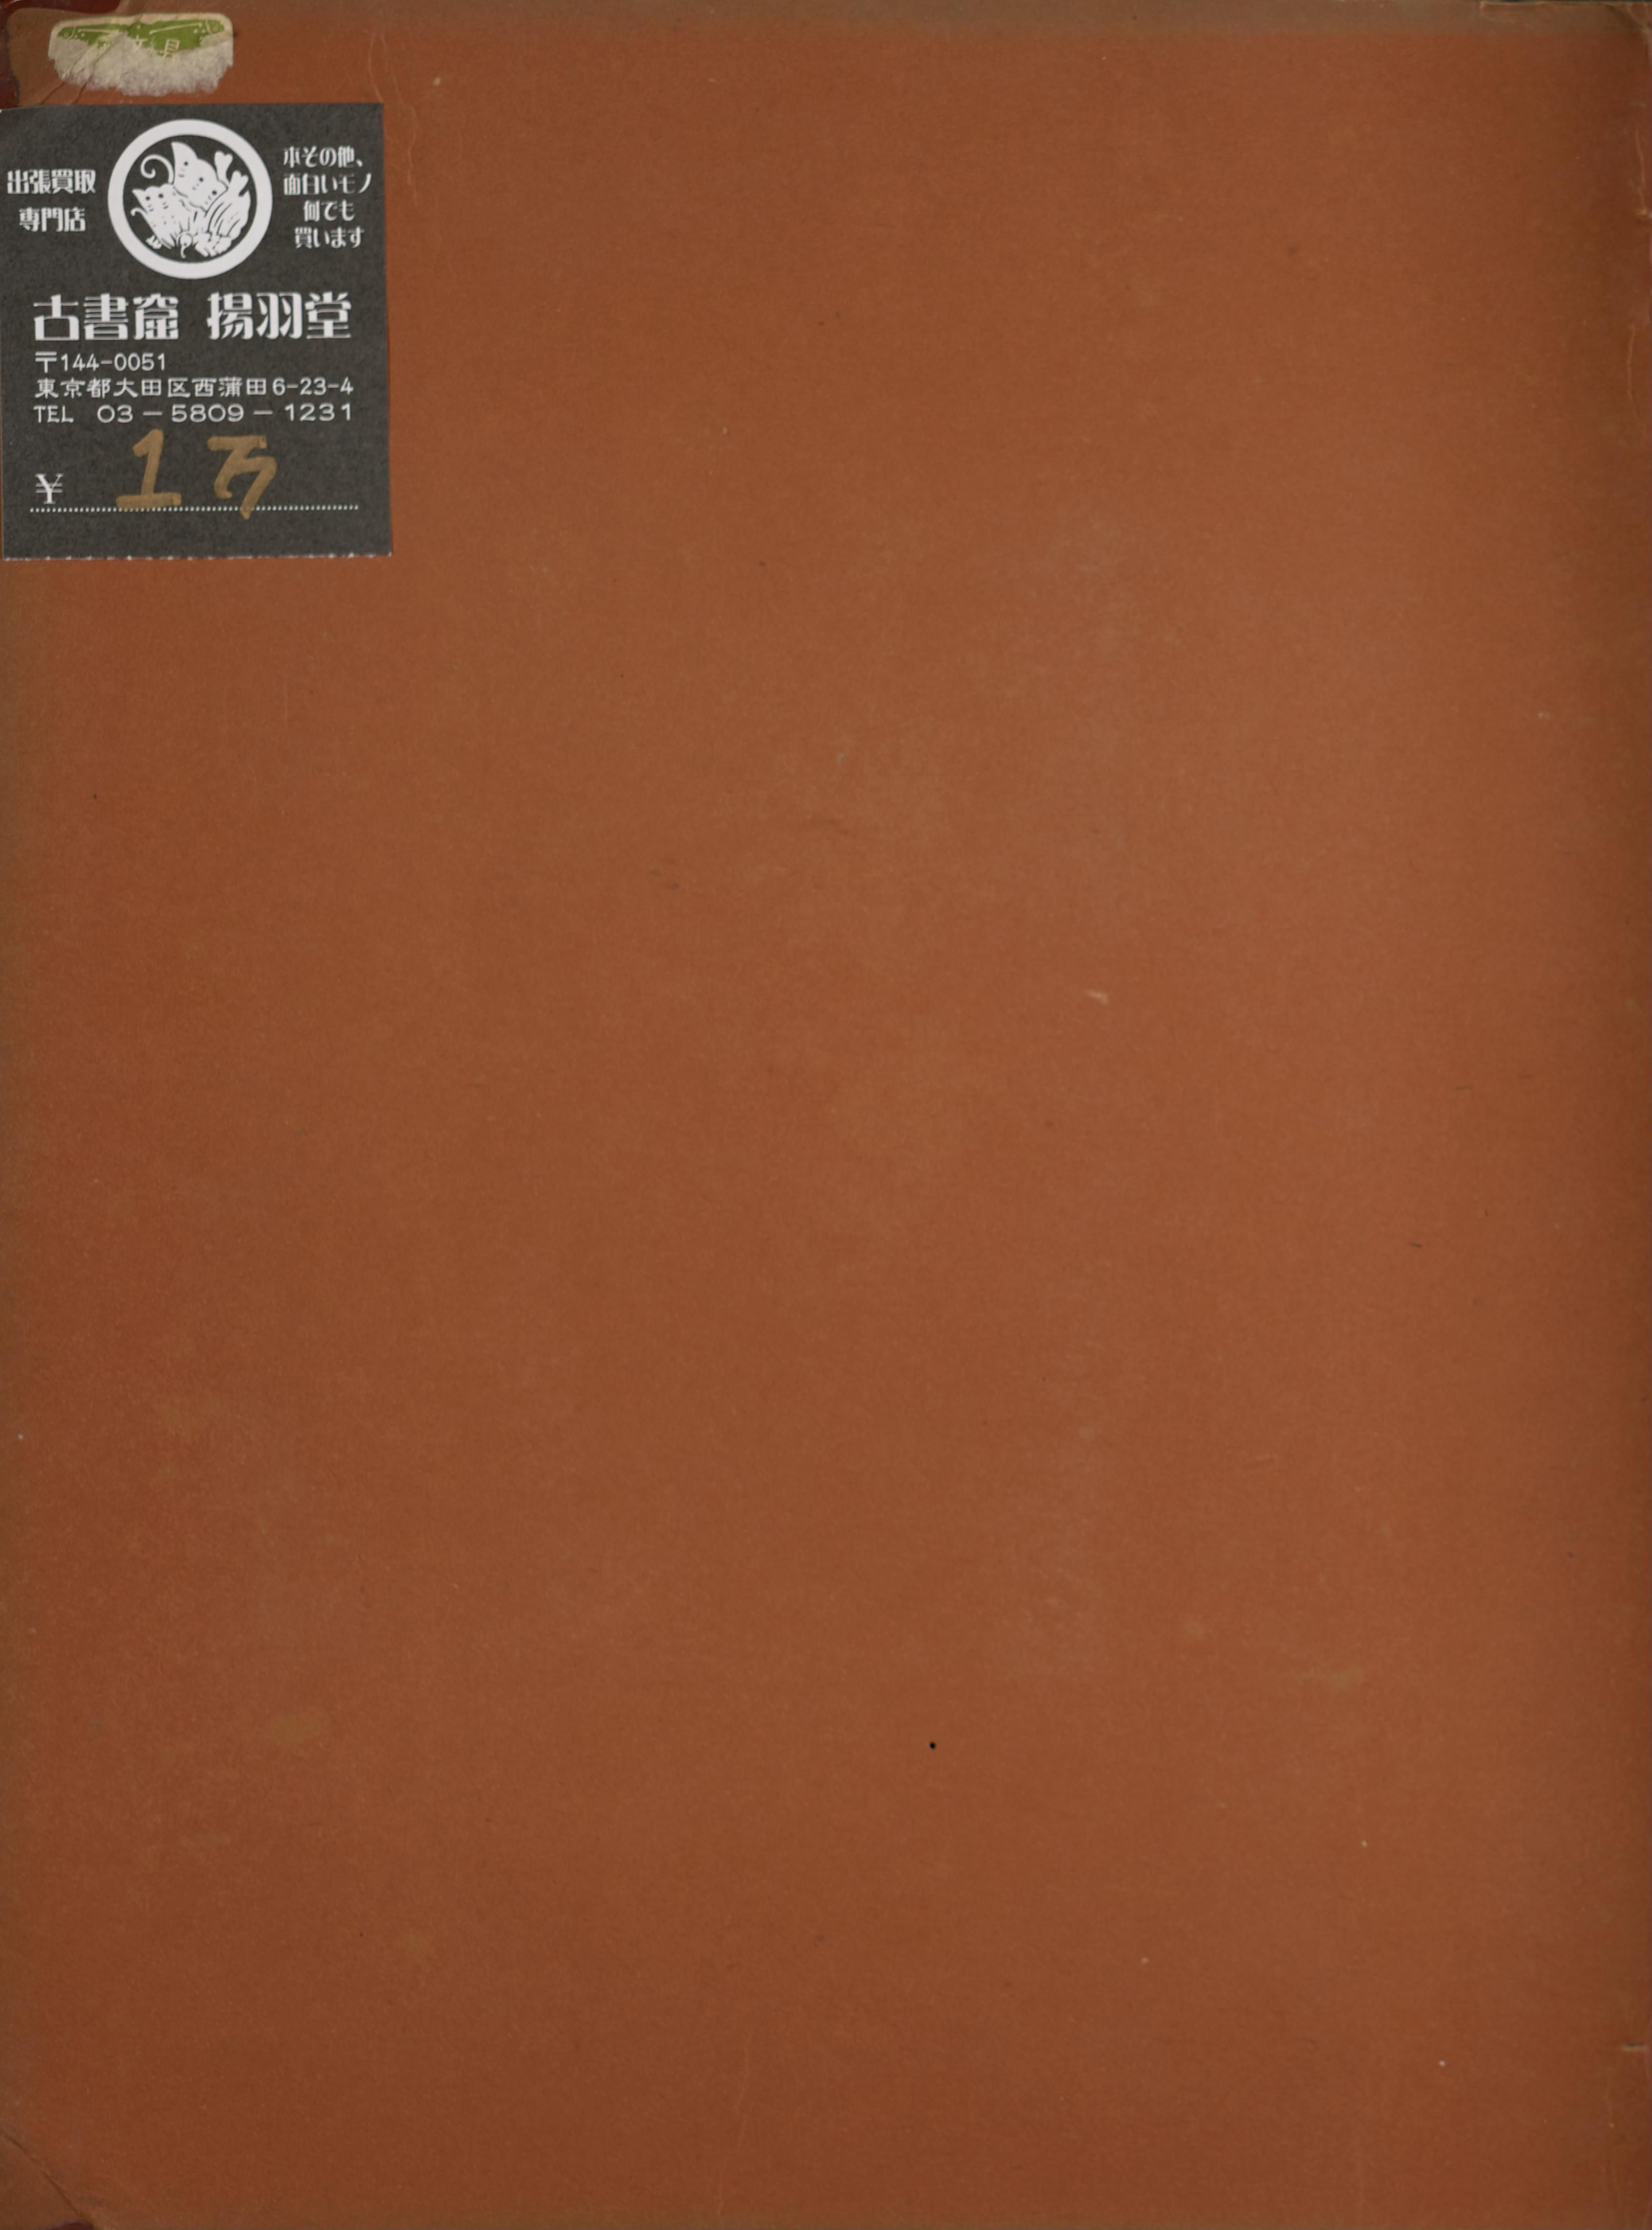 文具
出張買取
専門店
本その他、
面白いモノ
何でも
買います
古書窟 揚羽堂
〒144-0051
東京都大田区西蒲田6-23-4
TEL 03-5809-1231
¥ 1万